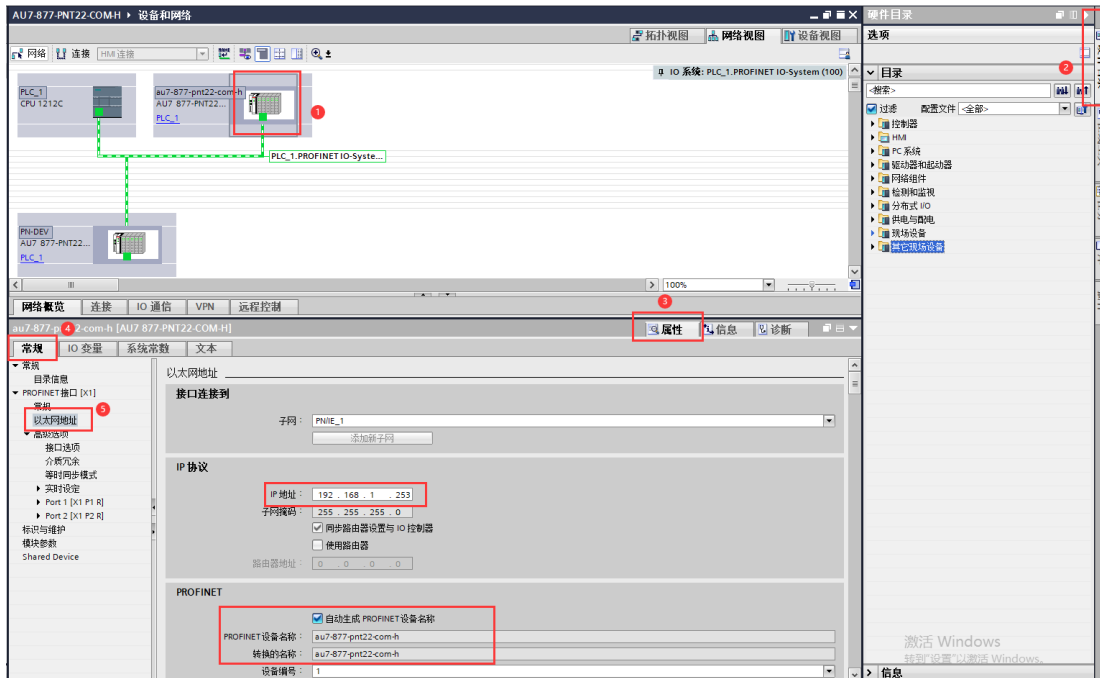 AU7-877-PNT22-COM-H ▸ 设备和网络
硬件目录
拓扑视图
网络视图
设备视图
选项
网络
连接
HMI连接
IO 系统: PLC_1.PROFINET IO-System (100)
2
目录
PLC_1
CPU 1212C
au7-877-pnt22-com-h
AU7 877-PNT22...
PLC_1
1
<搜索>
过滤
配置文件
<全部>
控制器
HMI
PC 系统
驱动器和起动器
网络组件
检测和监视
分布式 I/O
供电与配电
现场设备
其它现场设备
PLC_1.PROFINET IO-Syste...
PN-DEV
AU7 877-PNT22...
PLC_1
100%
网络概览
连接
IO 通信
VPN
远程控制
3
au7-877-p
4
2-com-h [AU7 877-PNT22-COM-H]
属性
信息
诊断
常规
IO 变量
系统常数
文本
常规
目录信息
PROFINET接口 [X1]
常规
5
以太网地址
高级选项
接口选项
介质冗余
等时同步模式
实时设定
Port 1 [X1 P1 R]
Port 2 [X1 P2 R]
标识与维护
模块参数
Shared Device
以太网地址
接口连接到
子网：
PN/IE_1
添加新子网
IP 协议
IP 地址：
192 . 168 . 1 . 253
子网掩码：
255 . 255 . 255 . 0
同步路由器设置与 IO 控制器
使用路由器
路由器地址：
0 . 0 . 0 . 0
PROFINET
自动生成 PROFINET 设备名称
PROFINET 设备名称：
au7-877-pnt22-com-h
转换的名称：
au7-877-pnt22-com-h
设备编号：
1
激活 Windows
转到"设置"以激活 Windows。
信息